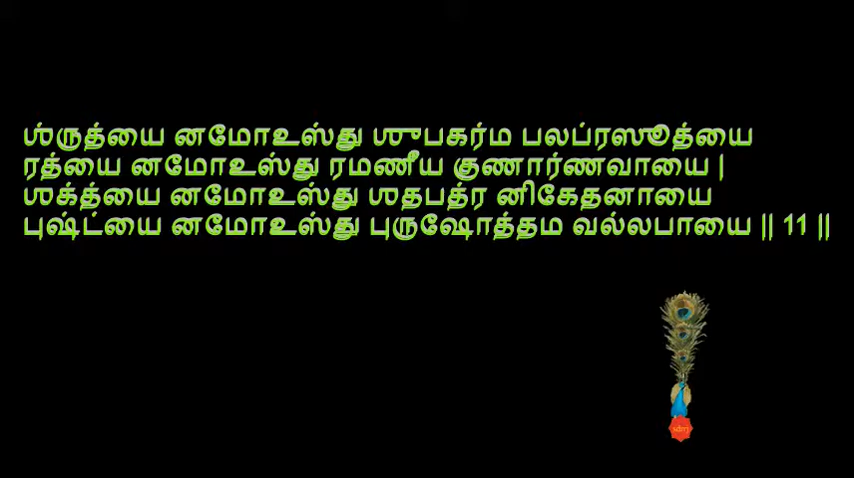 ஶ்ருத்யை னமோஉஸ்து ஶுபகர்ம பலப்ரஸூத்யை
ரத்யை னமோஉஸ்து ரமணீய குணார்ணவாயை |
ஶக்த்யை னமோஉஸ்து ஶதபத்ர னிகேதனாயை
புஷ்ட்யை னமோஉஸ்து புருஷோத்தம வல்லபாயை || 11 ||